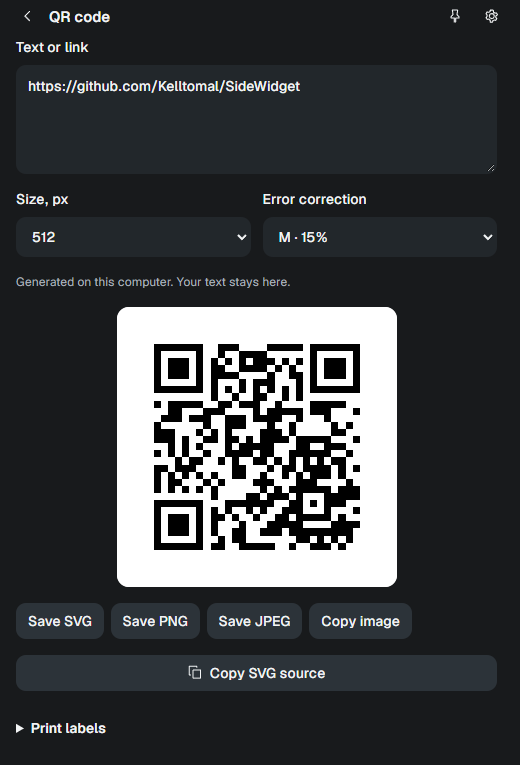 QR code
Text or link
https://github.com/Kelltomal/SideWidget
Size, px
Error correction
512
M · 15%
Generated on this computer. Your text stays here.
Save SVG
Save PNG
Save JPEG
Copy image
Copy SVG source
Print labels